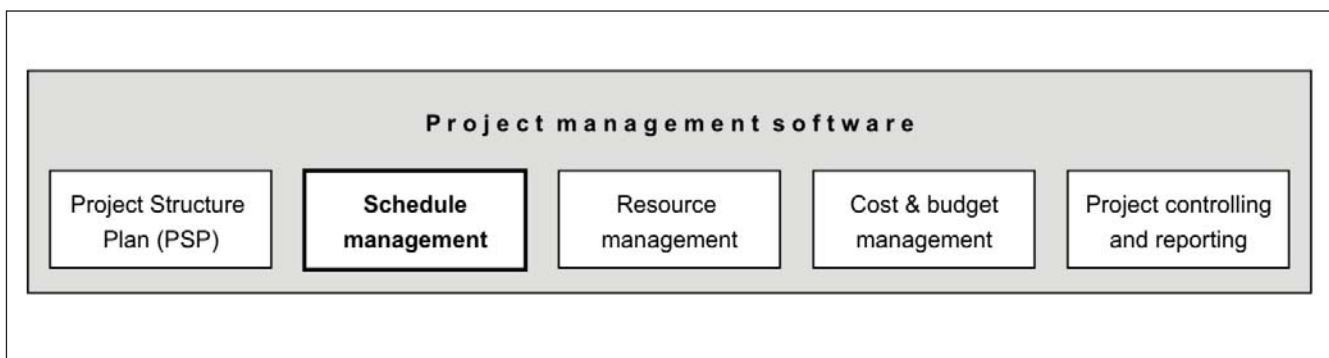 Project management software
Project Structure
Plan (PSP)
Schedule
management
Resource
management
Cost & budget
management
Project controlling
and reporting